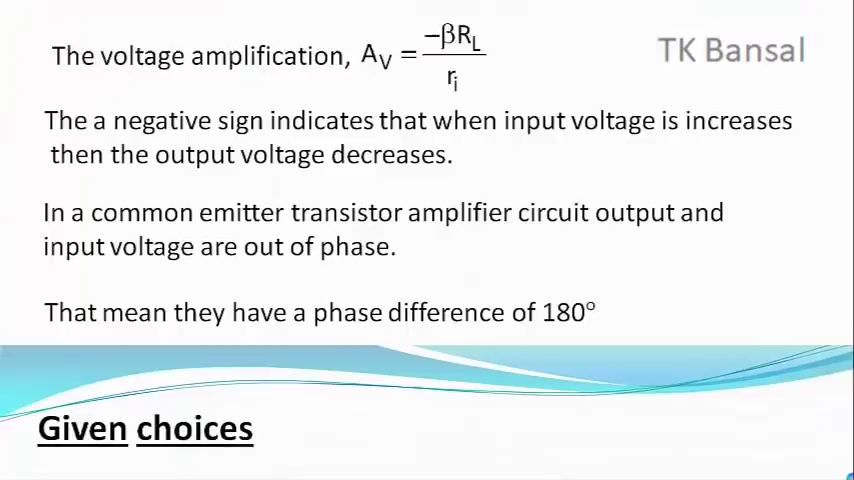 The voltage amplification, A_V = −βR_L / r_i
TK Bansal
The a negative sign indicates that when input voltage is increases
then the output voltage decreases.
In a common emitter transistor amplifier circuit output and
input voltage are out of phase.
That mean they have a phase difference of 180°
Given choices